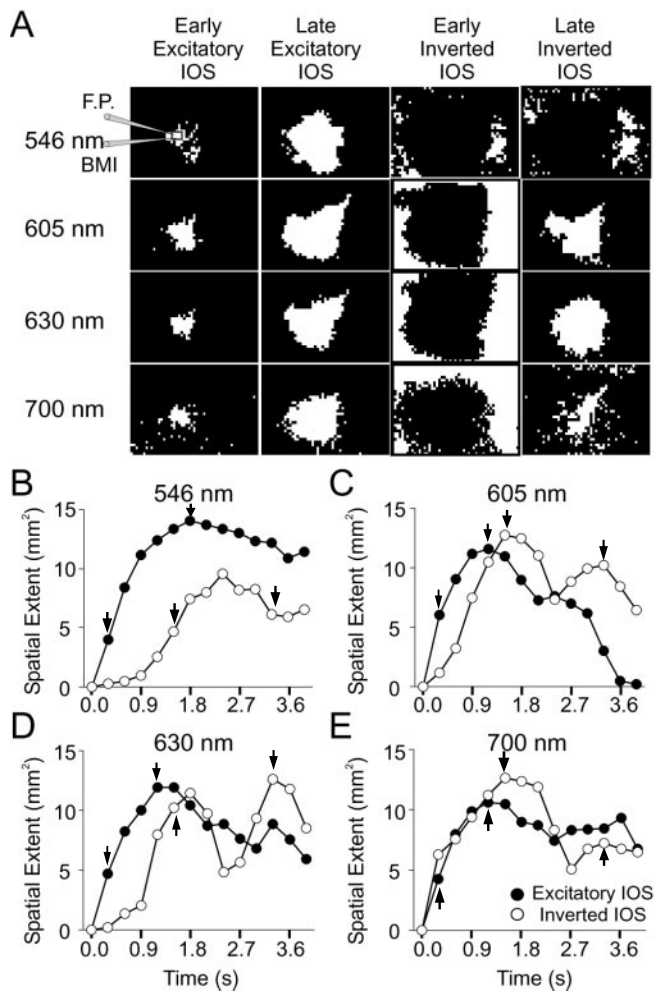 A
Early Excitatory IOS
Late Excitatory IOS
Early Inverted IOS
Late Inverted IOS
F.P.
546 nm
BMI
605 nm
630 nm
700 nm
B
546 nm
Spatial Extent (mm²)
15
10
5
0
0.0 0.9 1.8 2.7 3.6
C
605 nm
Spatial Extent (mm²)
15
10
5
0
0.0 0.9 1.8 2.7 3.6
D
630 nm
Spatial Extent (mm²)
15
10
5
0
0.0 0.9 1.8 2.7 3.6
Time (s)
E
700 nm
Spatial Extent (mm²)
15
10
5
0
Excitatory IOS
Inverted IOS
0.0 0.9 1.8 2.7 3.6
Time (s)